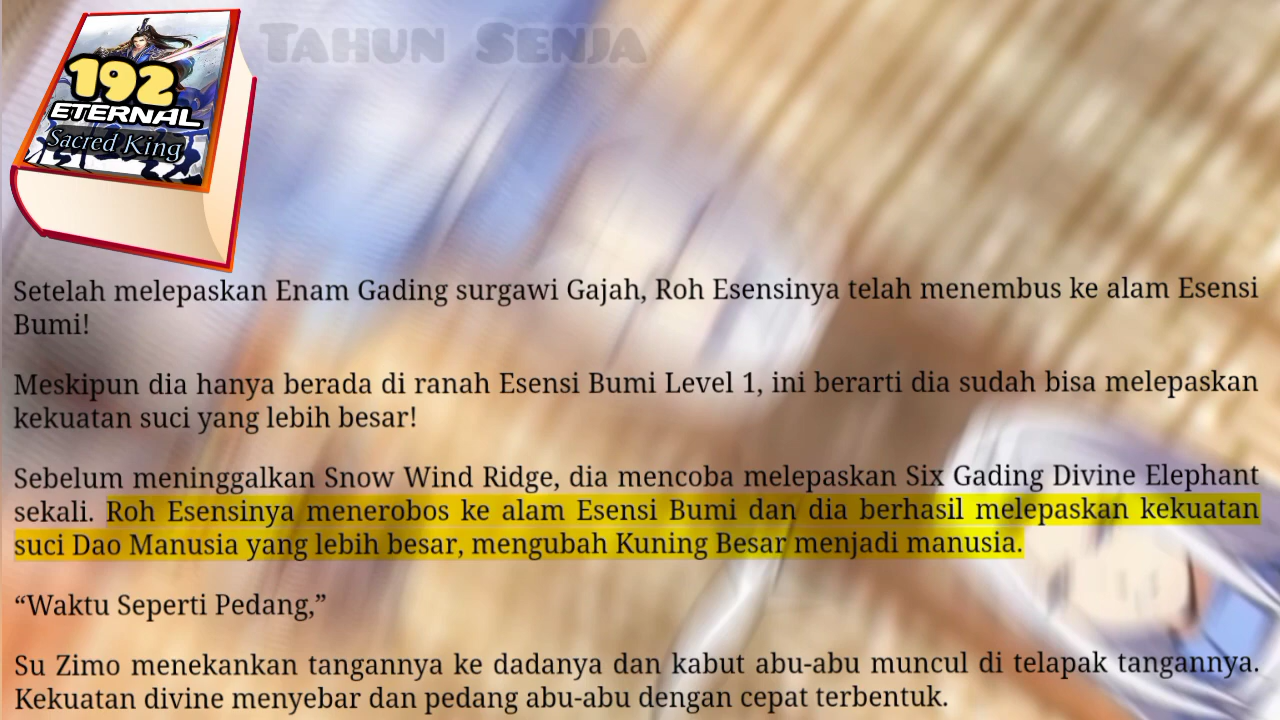 TAHUN SENJA
192
ETERNAL
Sacred King
Setelah melepaskan Enam Gading surgawi Gajah, Roh Esensinya telah menembus ke alam Esensi
Bumi!
Meskipun dia hanya berada di ranah Esensi Bumi Level 1, ini berarti dia sudah bisa melepaskan
kekuatan suci yang lebih besar!
Sebelum meninggalkan Snow Wind Ridge, dia mencoba melepaskan Six Gading Divine Elephant
sekali. Roh Esensinya menerobos ke alam Esensi Bumi dan dia berhasil melepaskan kekuatan
suci Dao Manusia yang lebih besar, mengubah Kuning Besar menjadi manusia.
“Waktu Seperti Pedang,”
Su Zimo menekankan tangannya ke dadanya dan kabut abu-abu muncul di telapak tangannya.
Kekuatan divine menyebar dan pedang abu-abu dengan cepat terbentuk.